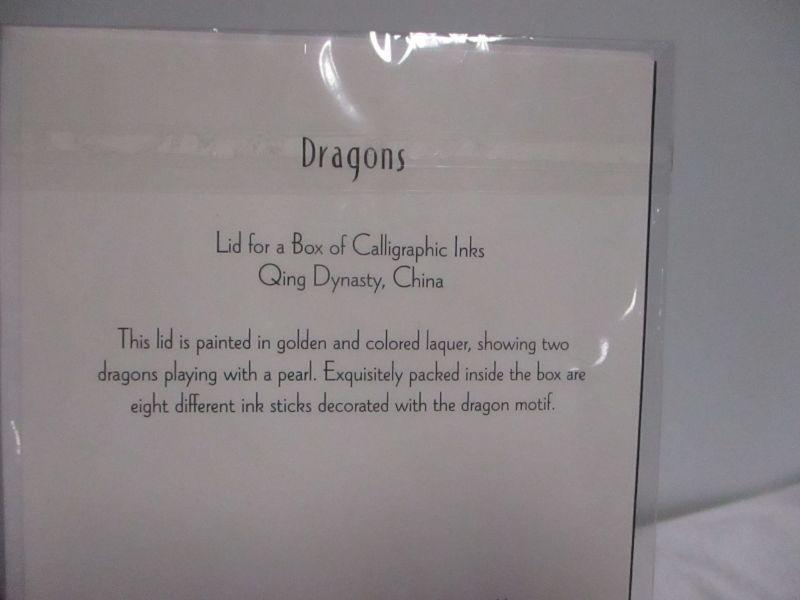 Dragons
Lid for a Box of Calligraphic Inks
Qing Dynasty, China
This lid is painted in golden and colored laquer, showing two
dragons playing with a pearl. Exquisitely packed inside the box are
eight different ink sticks decorated with the dragon motif.